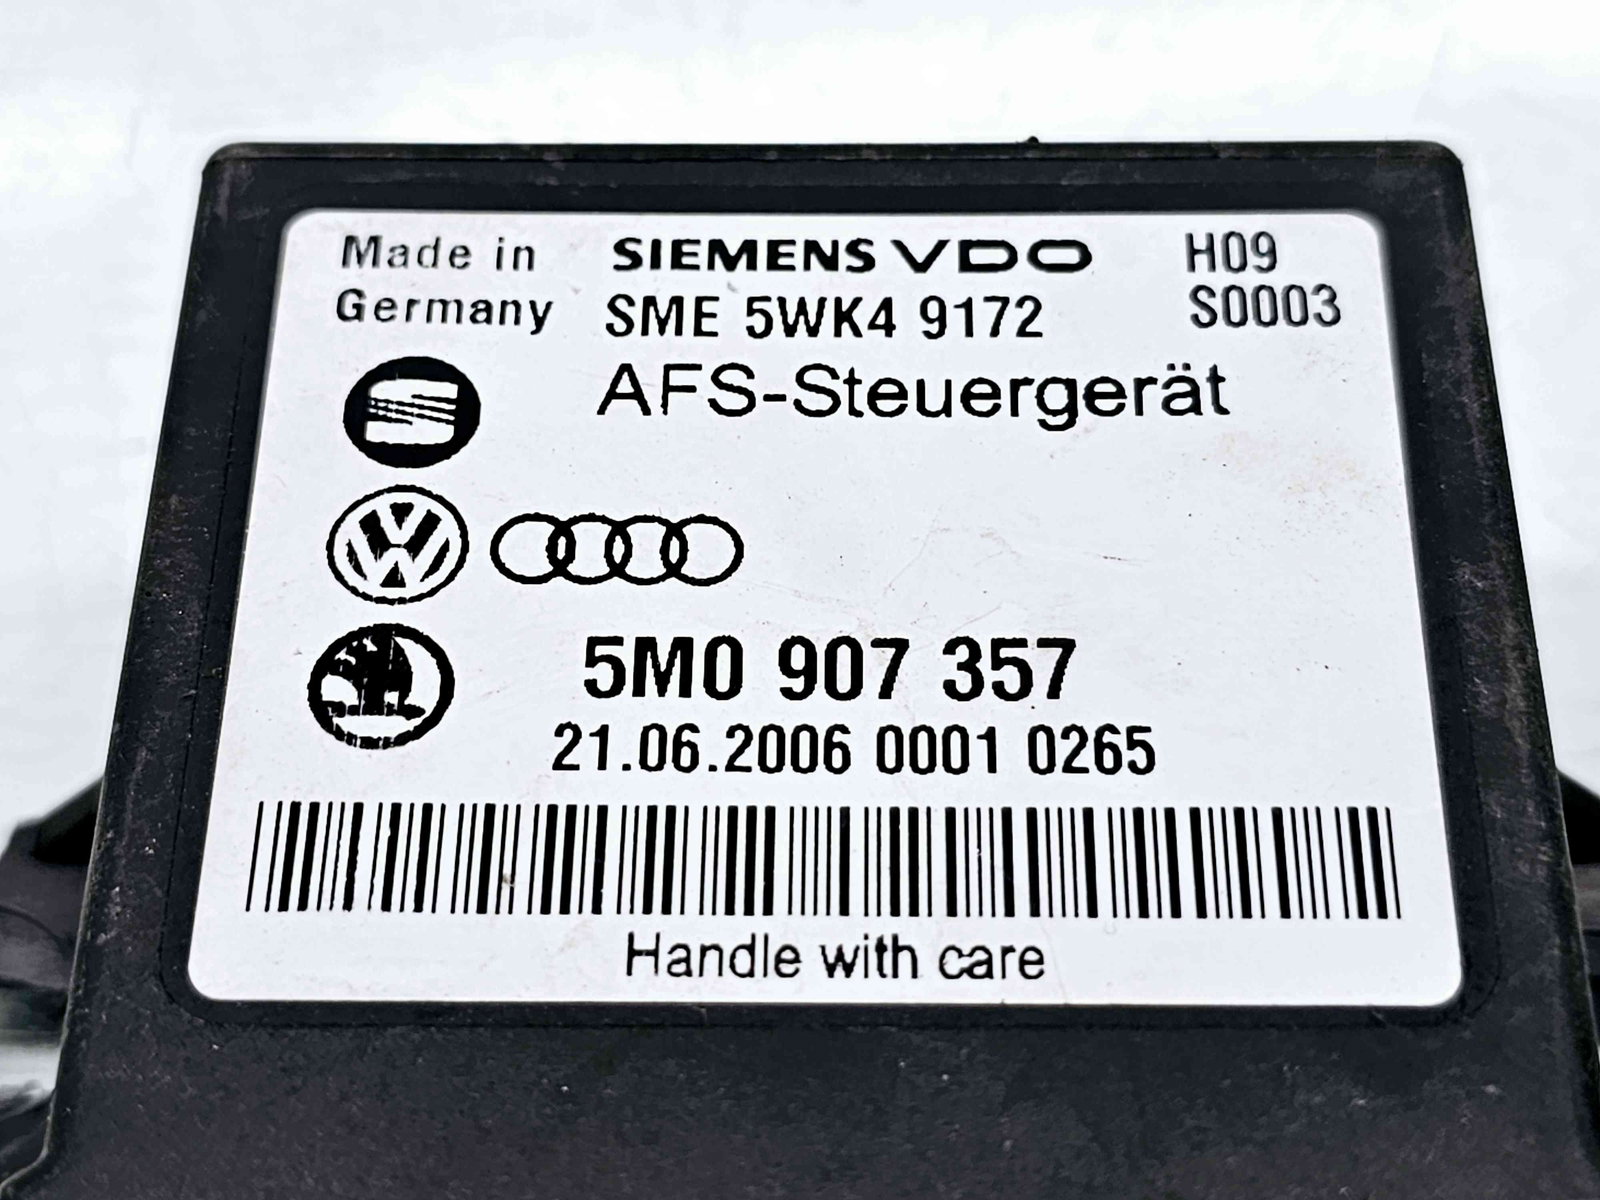 Made in
Germany
SIEMENS VDO
SME 5WK4 9172
H09
S0003
AFS-Steuergerät
5M0 907 357
21.06.2006 0001 0265
Handle with care